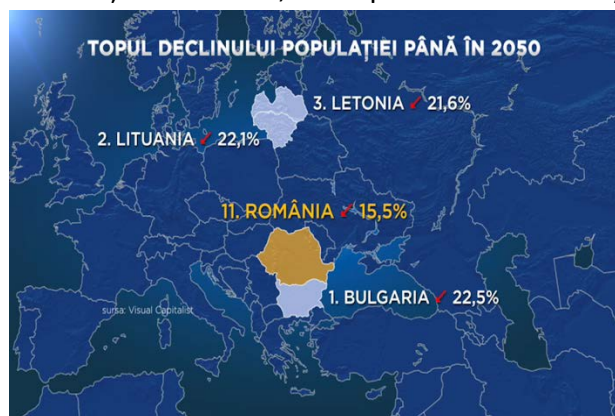 TOPUL DECLINULUI POPULAȚIEI PÂNĂ ÎN 2050
3. LETONIA ↙ 21,6%
2. LITUANIA ↙ 22,1%
11. ROMÂNIA ↙ 15,5%
1. BULGARIA ↙ 22,5%
sursa: Visual Capitalist